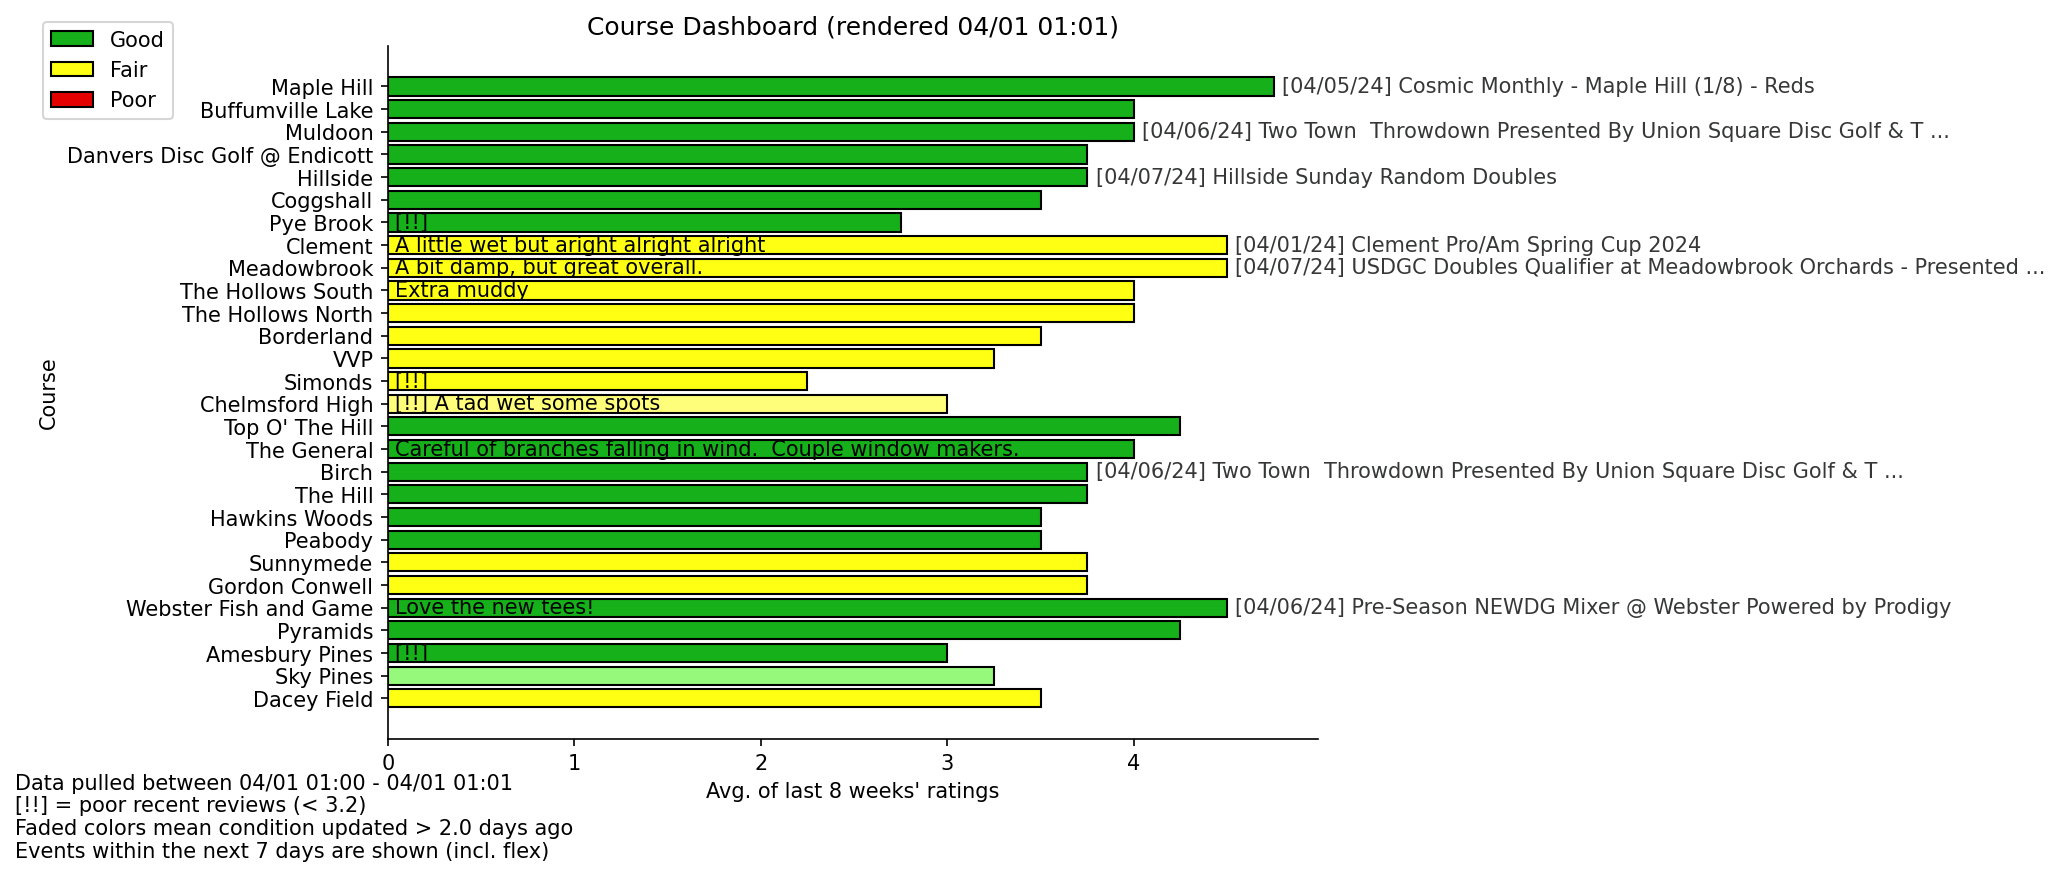 Course Dashboard (rendered 04/01 01:01)
Good
Fair
Poor
Course
Maple Hill [04/05/24] Cosmic Monthly - Maple Hill (1/8) - Reds
Buffumville Lake
Muldoon [04/06/24] Two Town  Throwdown Presented By Union Square Disc Golf & T ...
Danvers Disc Golf @ Endicott
Hillside [04/07/24] Hillside Sunday Random Doubles
Coggshall
Pye Brook [!!]
Clement A little wet but aright alright alright [04/01/24] Clement Pro/Am Spring Cup 2024
Meadowbrook A bit damp, but great overall. [04/07/24] USDGC Doubles Qualifier at Meadowbrook Orchards - Presented ...
The Hollows South Extra muddy
The Hollows North
Borderland
VVP
Simonds [!!]
Chelmsford High [!!] A tad wet some spots
Top O' The Hill
The General Careful of branches falling in wind.  Couple window makers.
Birch [04/06/24] Two Town  Throwdown Presented By Union Square Disc Golf & T ...
The Hill
Hawkins Woods
Peabody
Sunnymede
Gordon Conwell
Webster Fish and Game Love the new tees! [04/06/24] Pre-Season NEWDG Mixer @ Webster Powered by Prodigy
Pyramids
Amesbury Pines [!!]
Sky Pines
Dacey Field
0 1 2 3 4
Avg. of last 8 weeks' ratings
Data pulled between 04/01 01:00 - 04/01 01:01
[!!] = poor recent reviews (< 3.2)
Faded colors mean condition updated > 2.0 days ago
Events within the next 7 days are shown (incl. flex)